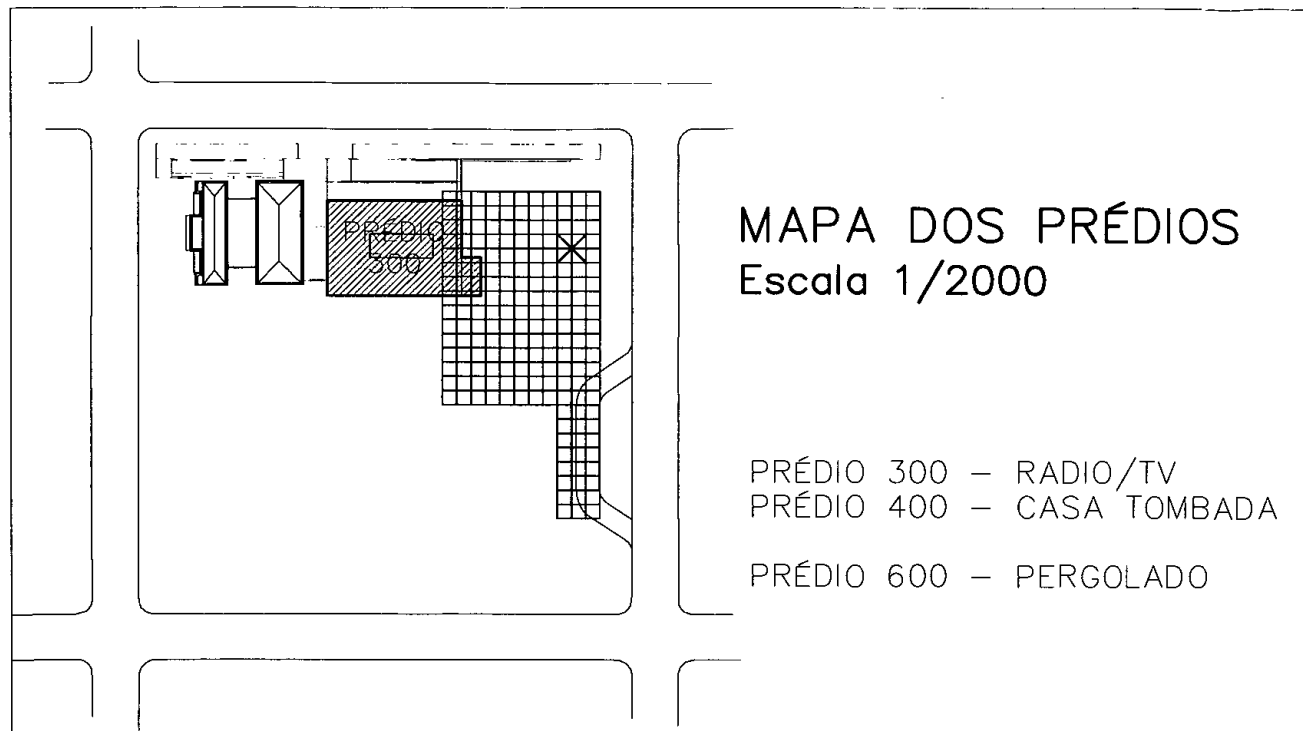 PRÉDIO
300
MAPA DOS PRÉDIOS
Escala 1/2000
PRÉDIO 300 – RADIO/TV
PRÉDIO 400 – CASA TOMBADA
PRÉDIO 600 – PERGOLADO